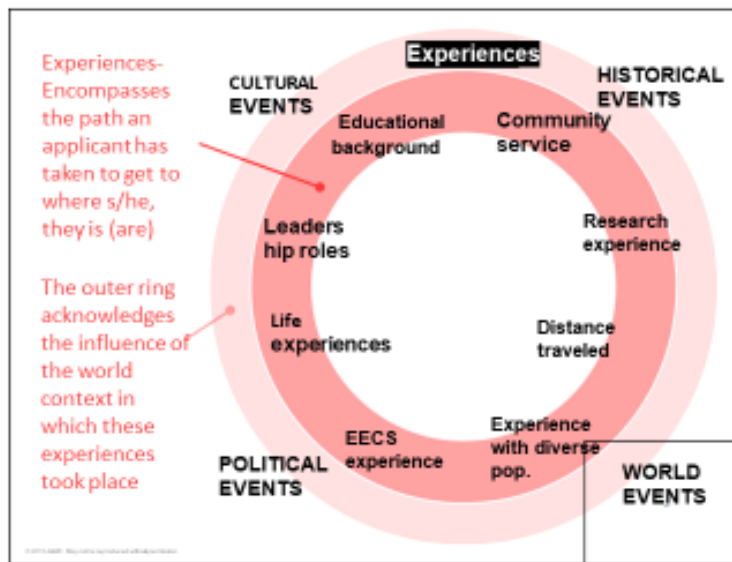 Experiences
Experiences-
Encompasses
the path an
applicant has
taken to get to
where s/he,
they is (are)
The outer ring
acknowledges
the influence of
the world
context in
which these
experiences
took place
CULTURAL
EVENTS
HISTORICAL
EVENTS
Educational
background
Community
service
Leaders
hip roles
Research
experience
Life
experiences
Distance
traveled
EECS
experience
Experience
with diverse
pop.
POLITICAL
EVENTS
WORLD
EVENTS